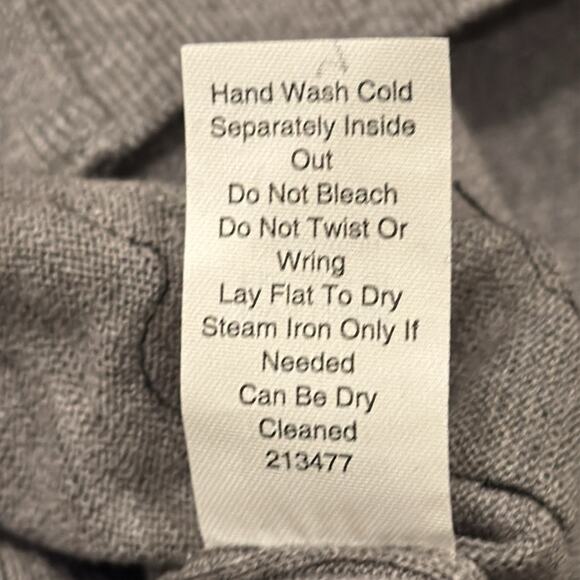 Hand Wash Cold
Separately Inside
Out
Do Not Bleach
Do Not Twist Or
Wring
Lay Flat To Dry
Steam Iron Only If
Needed
Can Be Dry
Cleaned
213477